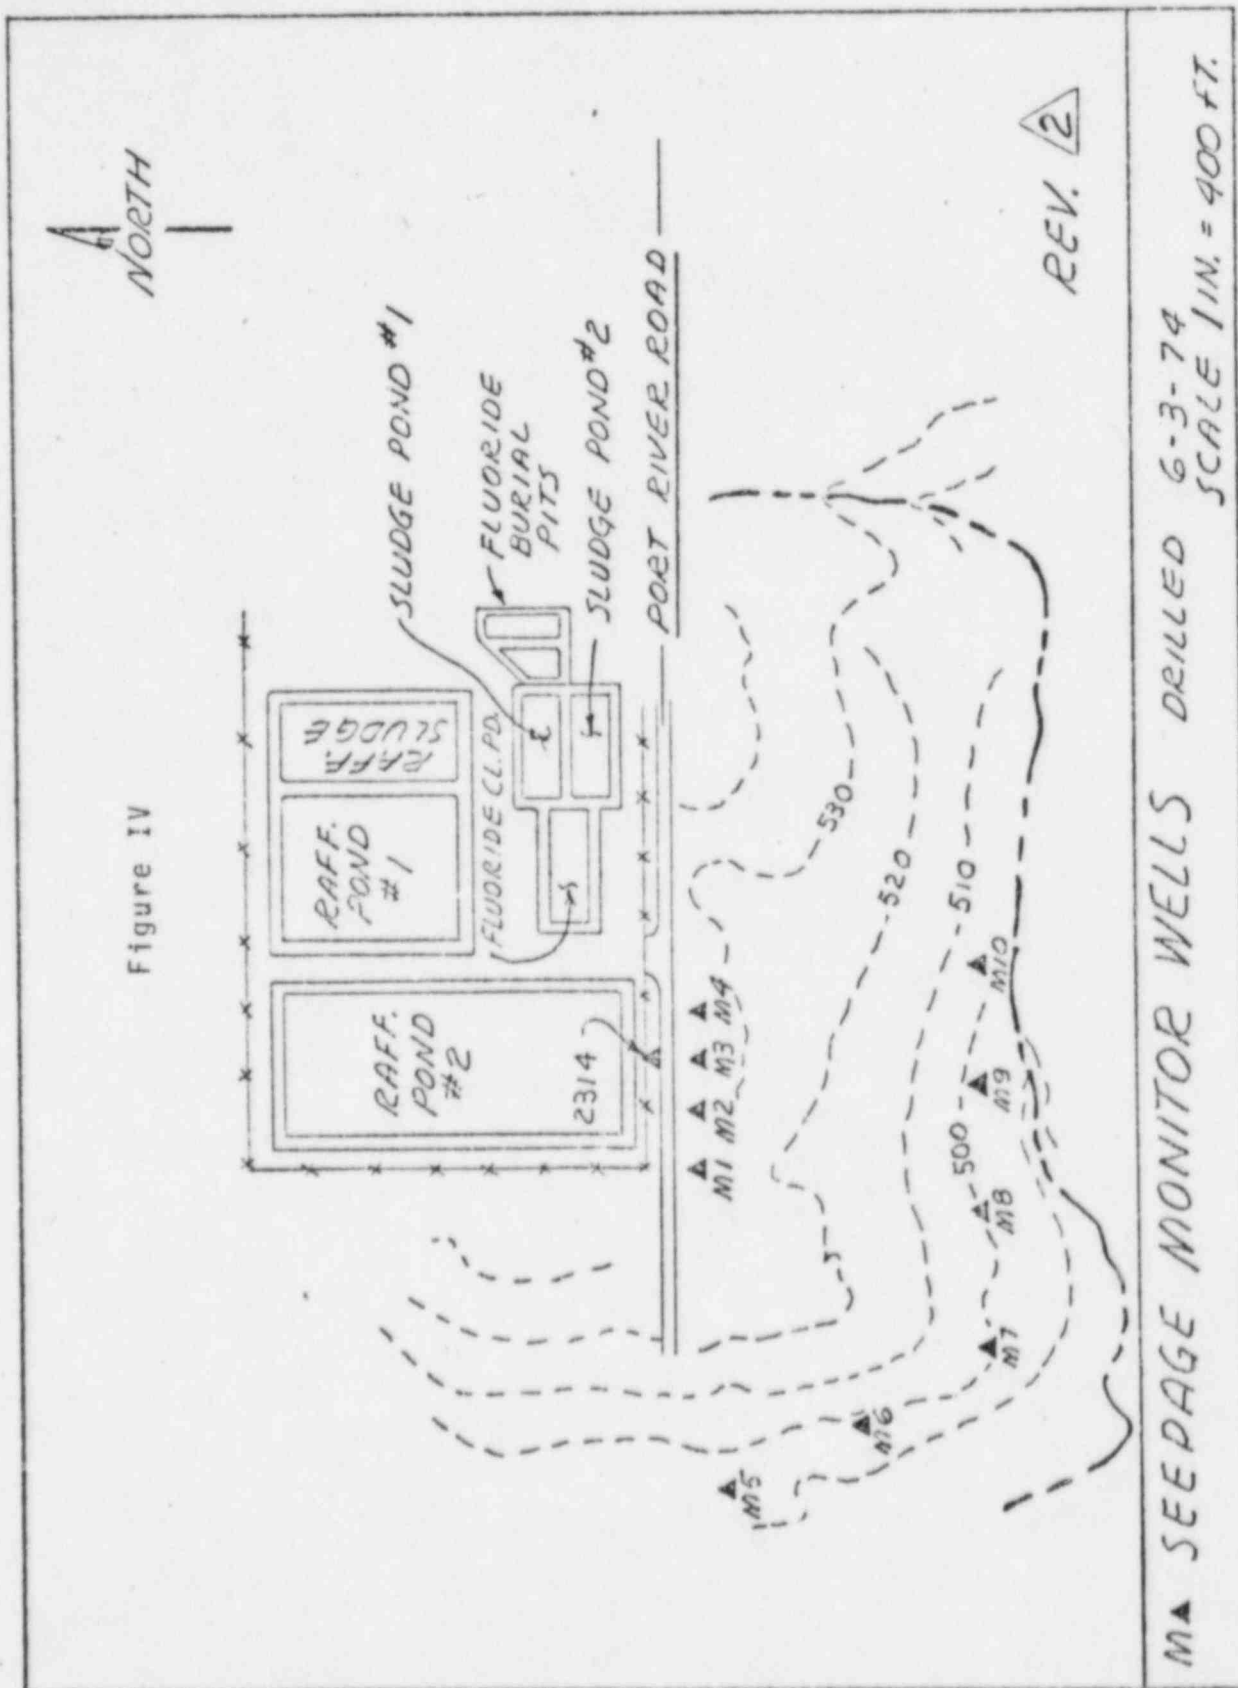 Figure IV
NORTH
RAFF.
POND
#2
2314
RAFF.
POND
#1
RAFF.
SLUDGE
FLUORIDE CL. PD.
SLUDGE POND #1
FLUORIDE
BURIAL
PITS
SLUDGE POND #2
PORT RIVER ROAD
M1
M2
M3
M4
530
520
510
500
M5
M6
M7
M8
M9
M10
REV. 2
M▲ SEEPAGE MONITOR WELLS DRILLED 6-3-74
SCALE 1 IN. = 400 FT.